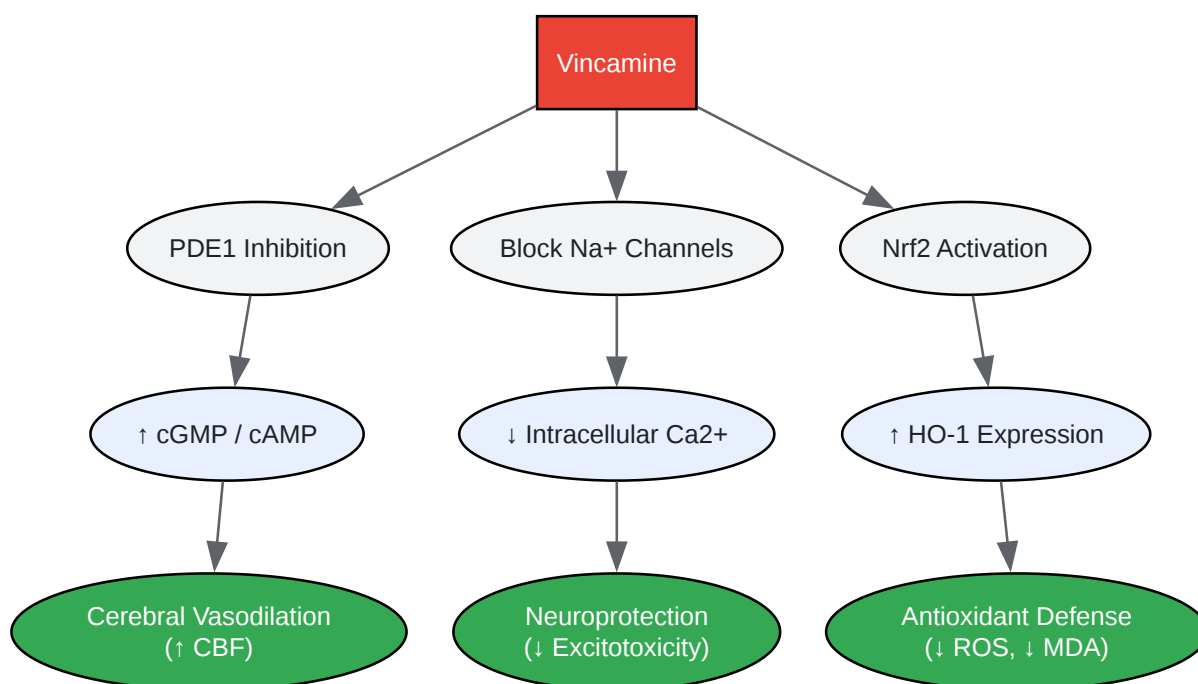 Vincamine
PDE1 Inhibition
Block Na+ Channels
Nrf2 Activation
↑ cGMP / cAMP
↓ Intracellular Ca2+
↑ HO-1 Expression
Cerebral Vasodilation
(↑ CBF)
Neuroprotection
(↓ Excitotoxicity)
Antioxidant Defense
(↓ ROS, ↓ MDA)